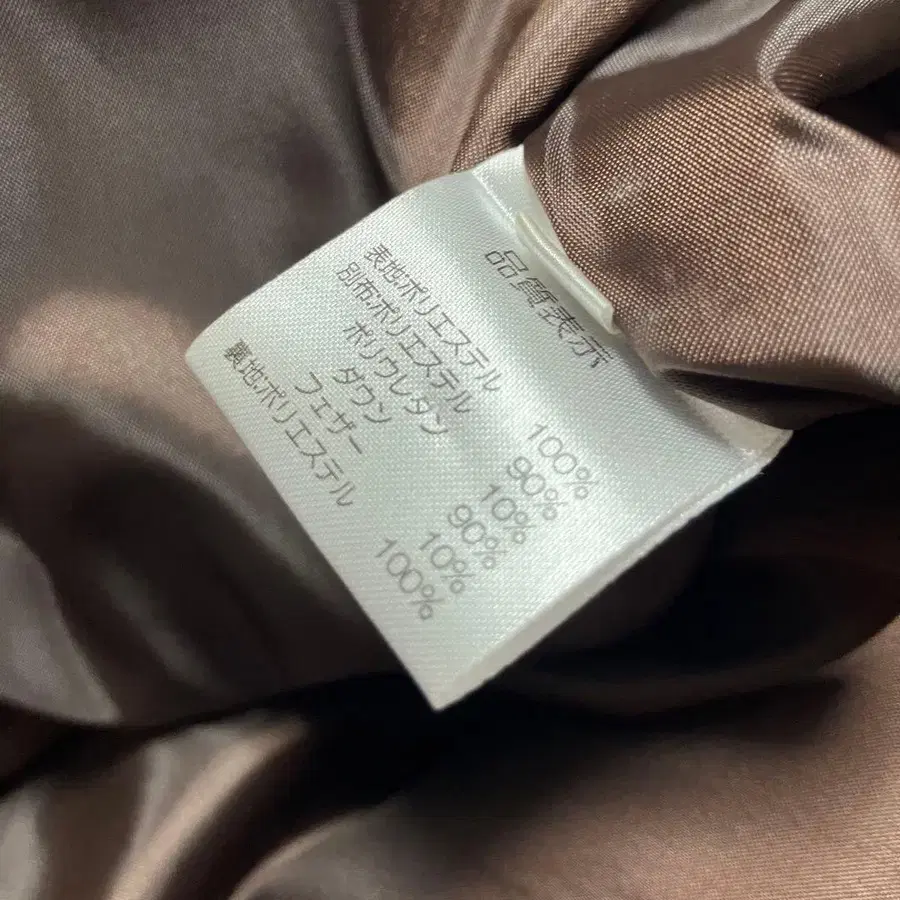 品質表示
表地:ポリエステル 100%
別布:ポリエステル 90%
ポリウレタン 10%
ダウン 90%
フェザー 10%
裏地:ポリエステル 100%